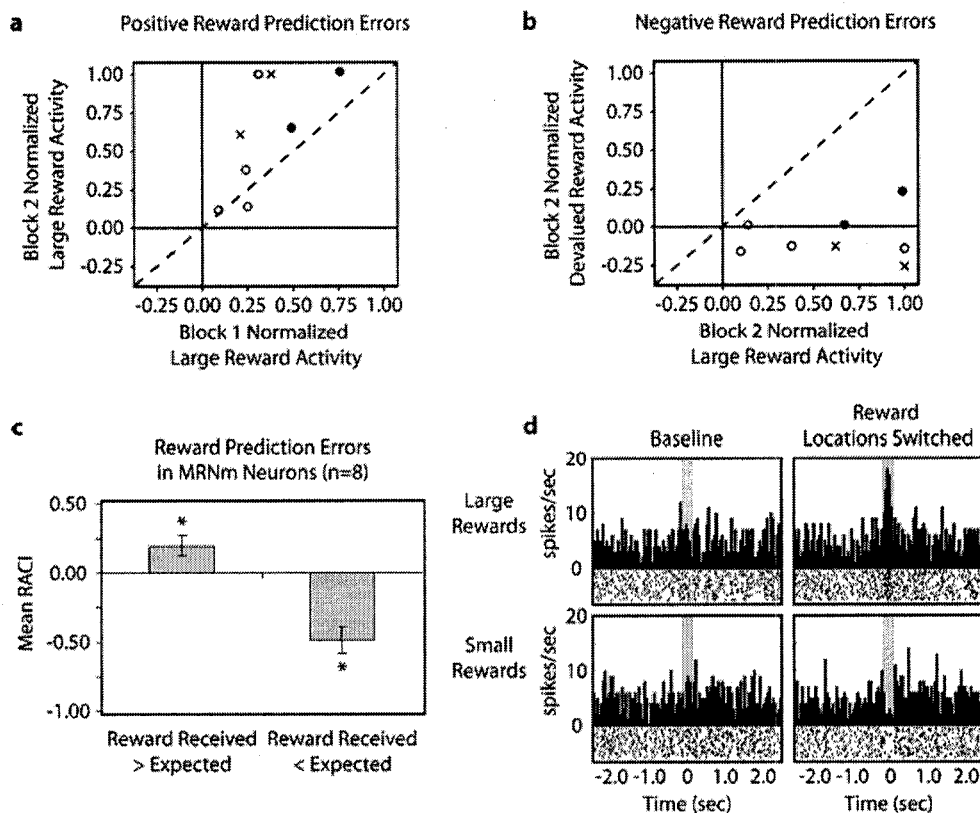 a
Positive Reward Prediction Errors
Block 2 Normalized
Large Reward Activity
1.00
0.75
0.50
0.25
0.00
-0.25
-0.25 0.00 0.25 0.50 0.75 1.00
Block 1 Normalized
Large Reward Activity
b
Negative Reward Prediction Errors
Block 2 Normalized
Devalued Reward Activity
1.00
0.75
0.50
0.25
0.00
-0.25
-0.25 0.00 0.25 0.50 0.75 1.00
Block 2 Normalized
Large Reward Activity
c
Reward Prediction Errors
in MRNm Neurons (n=8)
Mean RACI
0.50
0.00
-0.50
-1.00
*
*
Reward Received
> Expected
Reward Received
< Expected
d
Baseline
Reward
Locations Switched
Large
Rewards
spikes/sec
20
10
0
Small
Rewards
spikes/sec
20
10
0
-2.0 -1.0 0 1.0 2.0
Time (sec)
-2.0 -1.0 0 1.0 2.0
Time (sec)